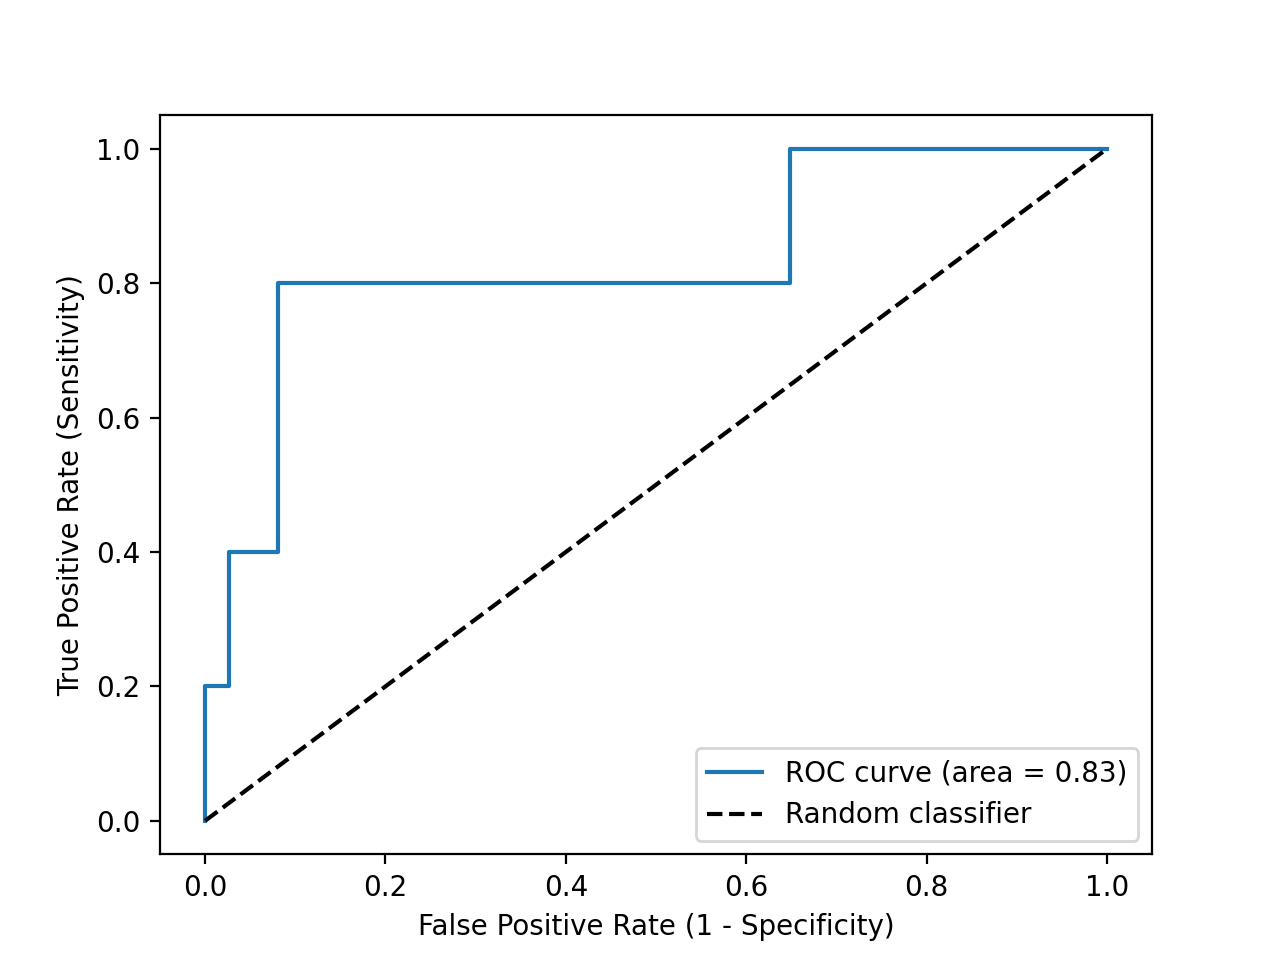 1.0
0.8
0.6
0.4
0.2
0.0
True Positive Rate (Sensitivity)
ROC curve (area = 0.83)
Random classifier
0.0 0.2 0.4 0.6 0.8 1.0
False Positive Rate (1 - Specificity)